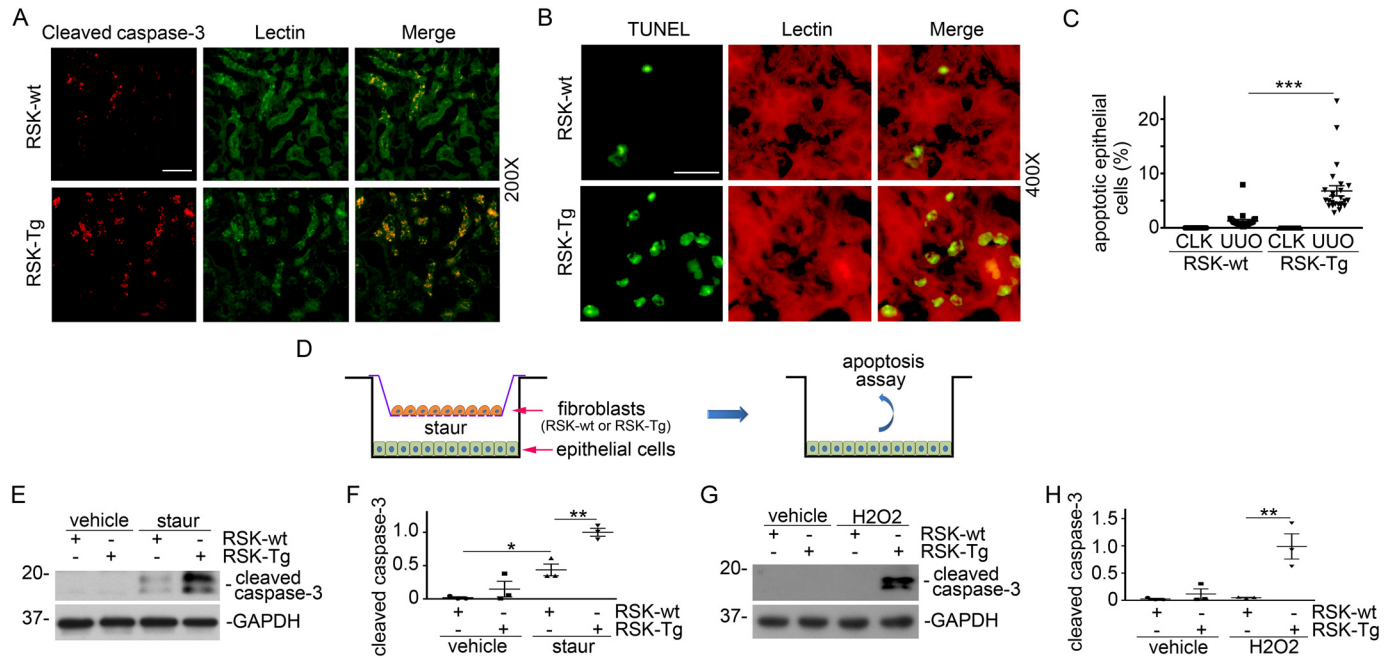 A
Cleaved caspase-3 Lectin Merge
RSK-wt
RSK-Tg
200X
B
TUNEL Lectin Merge
RSK-wt
RSK-Tg
400X
C
apoptotic epithelial
cells (%)
20
10
0
***
CLK UUO CLK UUO
RSK-wt RSK-Tg
D
staur
fibroblasts
(RSK-wt or RSK-Tg)
epithelial cells
apoptosis
assay
E
vehicle staur
+ - + - RSK-wt
- + - + RSK-Tg
20-
- cleaved
caspase-3
37-
-GAPDH
F
cleaved caspase-3
1.0
0.5
0
* **
+ - + - RSK-wt
- + - + RSK-Tg
vehicle staur
G
vehicle H2O2
+ - + - RSK-wt
- + - + RSK-Tg
20-
- cleaved
caspase-3
37-
-GAPDH
H
cleaved caspase-3
1.5
1.0
0.5
0
**
+ - + - RSK-wt
- + - + RSK-Tg
vehicle H2O2